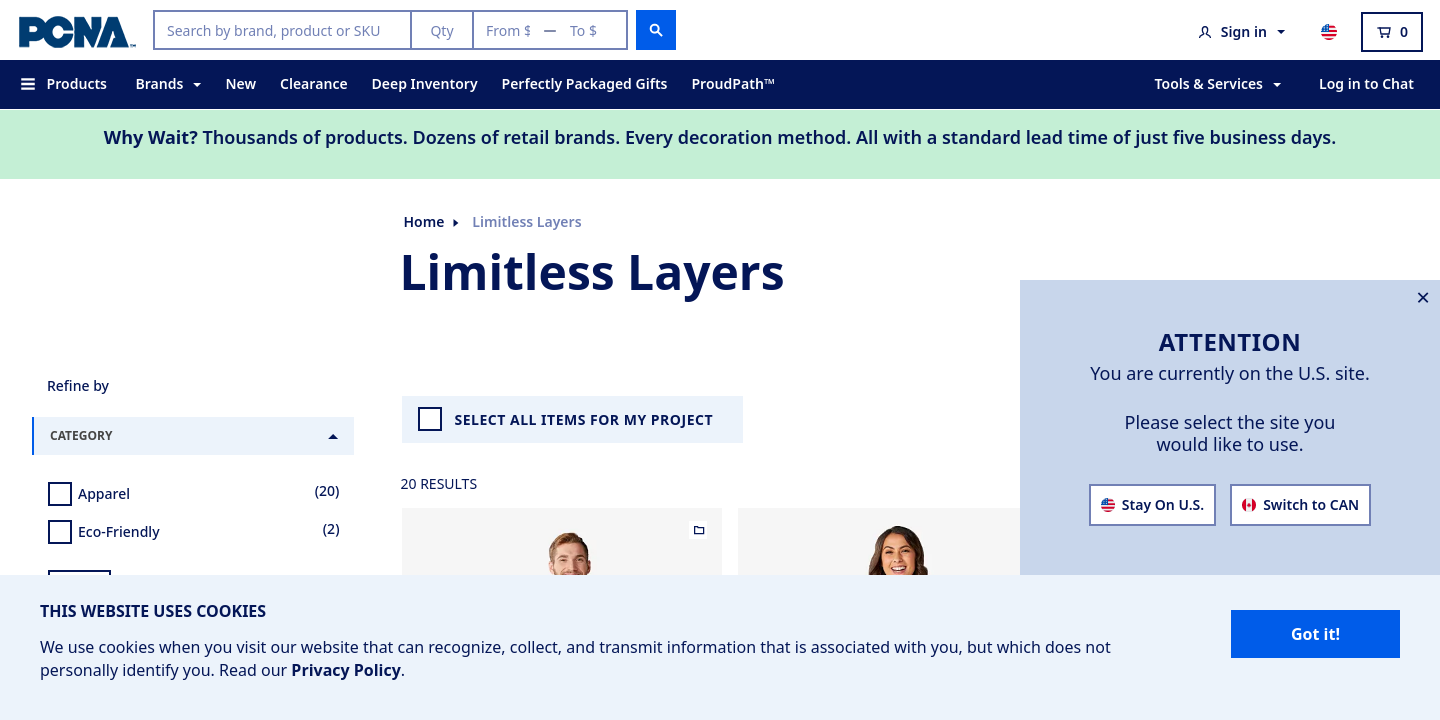 PCNA™
Search by brand, product or SKU
Qty
From $ — To $
Sign in
0
Products
Brands
New
Clearance
Deep Inventory
Perfectly Packaged Gifts
ProudPath™
Tools & Services
Log in to Chat
Why Wait? Thousands of products. Dozens of retail brands. Every decoration method. All with a standard lead time of just five business days.
Home
Limitless Layers
Limitless Layers
Refine by
CATEGORY
Apparel (20)
Eco-Friendly (2)
SELECT ALL ITEMS FOR MY PROJECT
20 RESULTS
ATTENTION
You are currently on the U.S. site.
Please select the site you
would like to use.
Stay On U.S.
Switch to CAN
THIS WEBSITE USES COOKIES
We use cookies when you visit our website that can recognize, collect, and transmit information that is associated with you, but which does not
personally identify you. Read our Privacy Policy.
Got it!